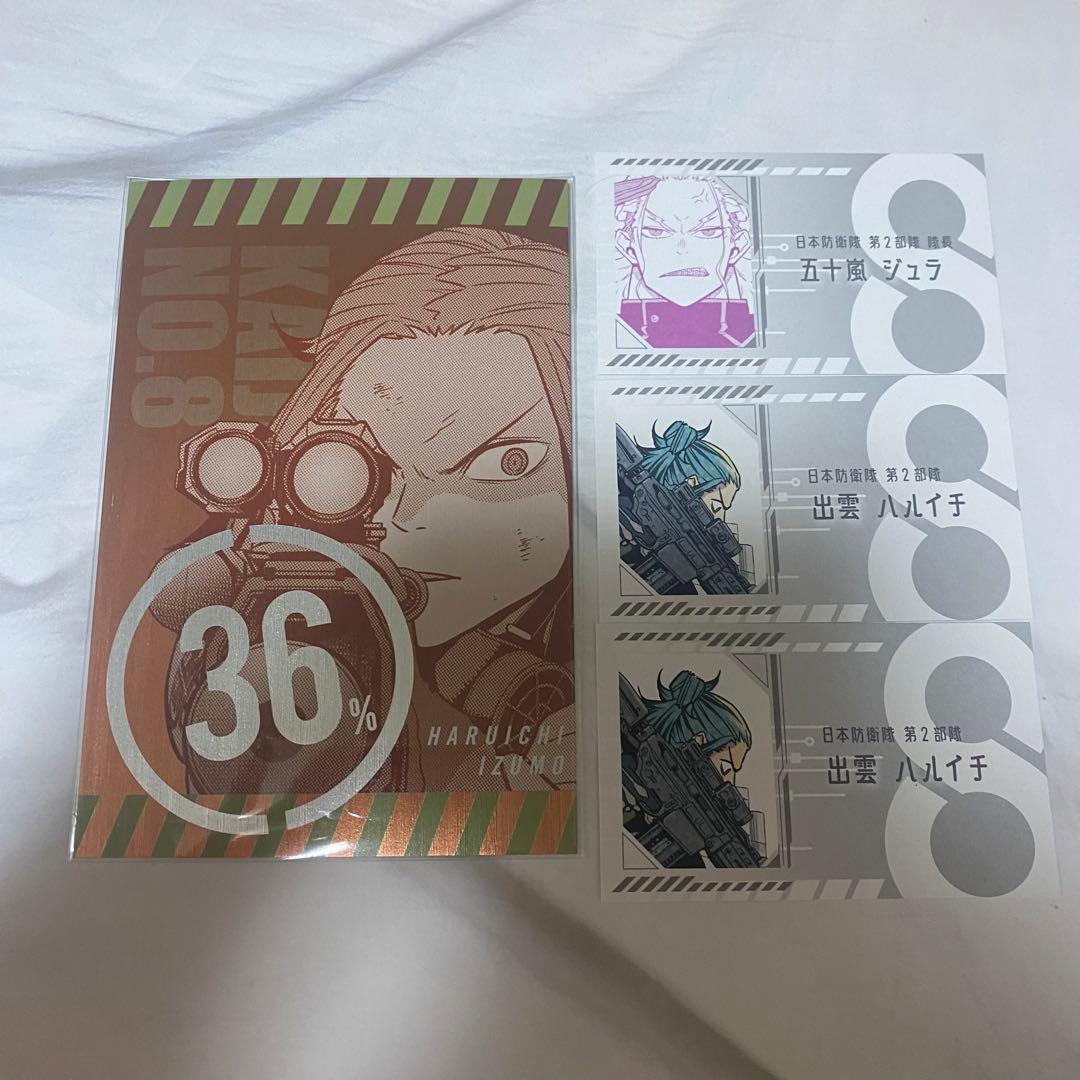 KAIJU
NO.8
36%
HARUICHI
IZUMO
日本防衛隊 第2部隊 隊長
五十嵐 ジュラ
日本防衛隊 第2部隊
出雲 ハルイチ
日本防衛隊 第2部隊
出雲 ハルイチ